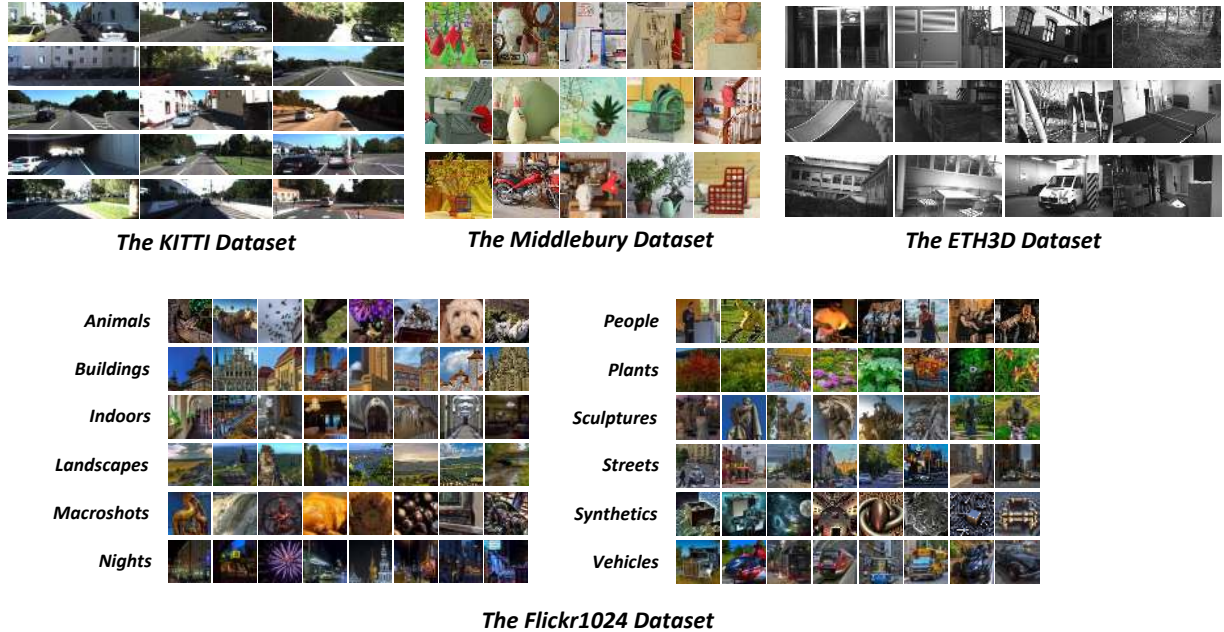 The KITTI Dataset
The Middlebury Dataset
The ETH3D Dataset
Animals
Buildings
Indoors
Landscapes
Macroshots
Nights
People
Plants
Sculptures
Streets
Synthetics
Vehicles
The Flickr1024 Dataset